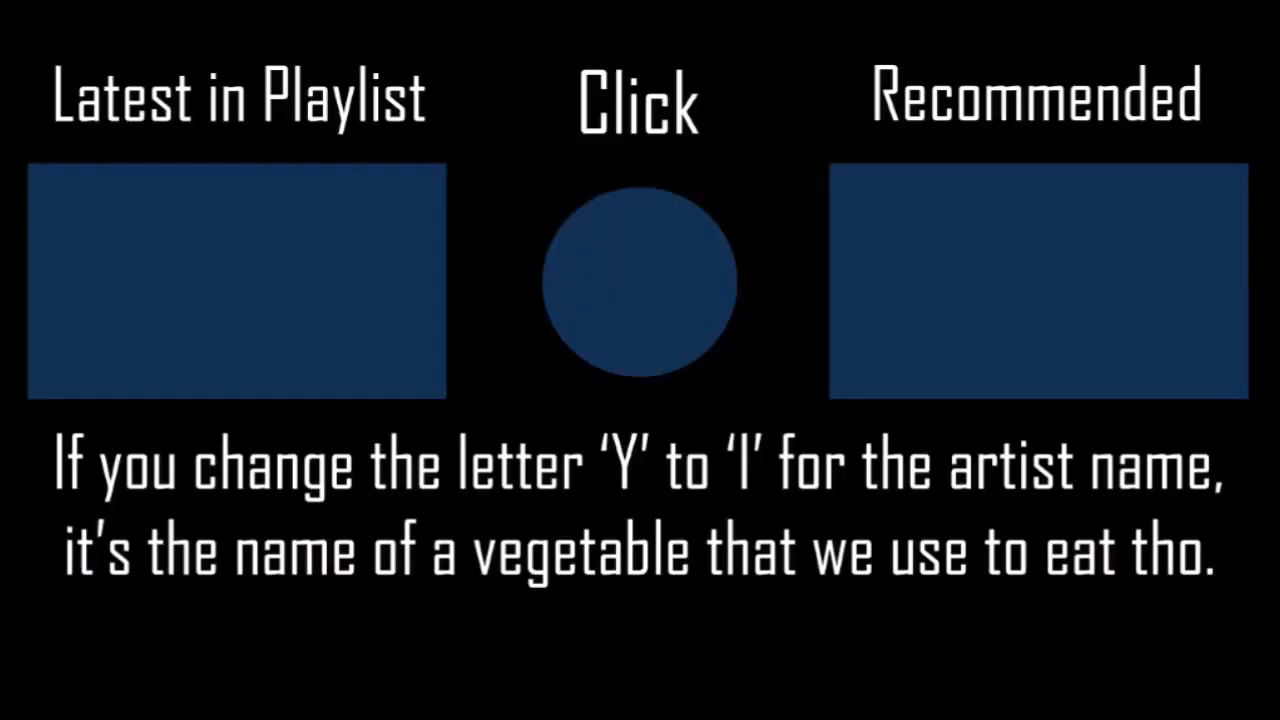 Latest in Playlist
Click
Recommended
If you change the letter ‘Y’ to ‘I’ for the artist name,
it’s the name of a vegetable that we use to eat tho.